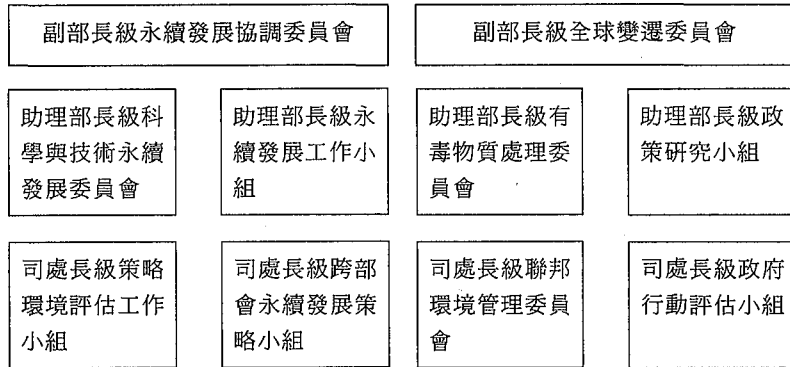 副部長級永續發展協調委員會
副部長級全球變遷委員會
助理部長級科
學與技術永續
發展委員會
助理部長級永
續發展工作小
組
助理部長級有
毒物質處理委
員會
助理部長級政
策研究小組
司處長級策略
環境評估工作
小組
司處長級跨部
會永續發展策
略小組
司處長級聯邦
環境管理委員
會
司處長級政府
行動評估小組